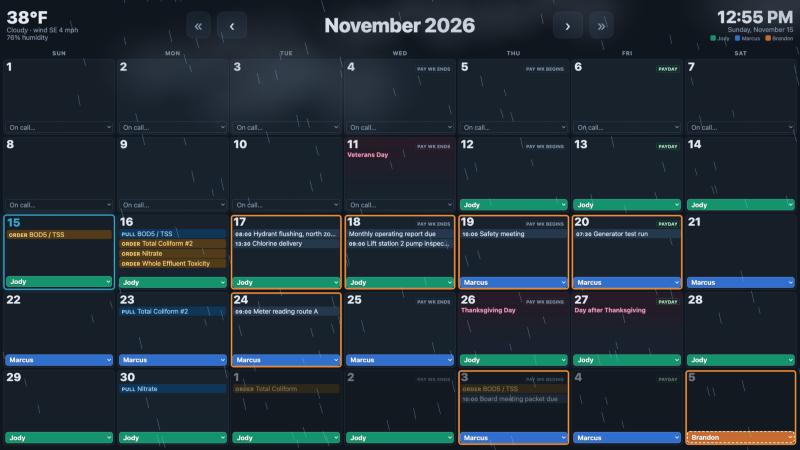 38°F
Cloudy · wind SE 4 mph
76% humidity
«
‹
November 2026
›
»
12:55 PM
Sunday, November 15
Jody Marcus Brandon
SUN MON TUE WED THU FRI SAT
1 2 3 4 PAY WK ENDS 5 PAY WK BEGINS 6 PAYDAY 7
On call... On call... On call... On call... On call... On call... On call...
8 9 10 11 PAY WK ENDS 12 PAY WK BEGINS 13 PAYDAY 14
Veterans Day
On call... On call... On call... On call... Jody Jody Jody
15 16 17 18 PAY WK ENDS 19 PAY WK BEGINS 20 PAYDAY 21
ORDER BOD5 / TSS PULL BOD5 / TSS 08:00 Hydrant flushing, north zo... Monthly operating report due 10:00 Safety meeting 07:30 Generator test run
ORDER Total Coliform #2 13:30 Chlorine delivery 09:00 Lift station 2 pump inspec...
ORDER Nitrate
ORDER Whole Effluent Toxicity
Jody Jody Jody Jody Marcus Marcus Marcus
22 23 24 25 PAY WK ENDS 26 PAY WK BEGINS 27 PAYDAY 28
PULL Total Coliform #2 09:00 Meter reading route A Thanksgiving Day Day after Thanksgiving
Marcus Marcus Marcus Marcus Jody Jody Jody
29 30 1 2 PAY WK ENDS 3 PAY WK BEGINS 4 PAYDAY 5
PULL Nitrate ORDER Total Coliform ORDER BOD5 / TSS
10:00 Board meeting packet due
Jody Jody Jody Jody Marcus Marcus Brandon